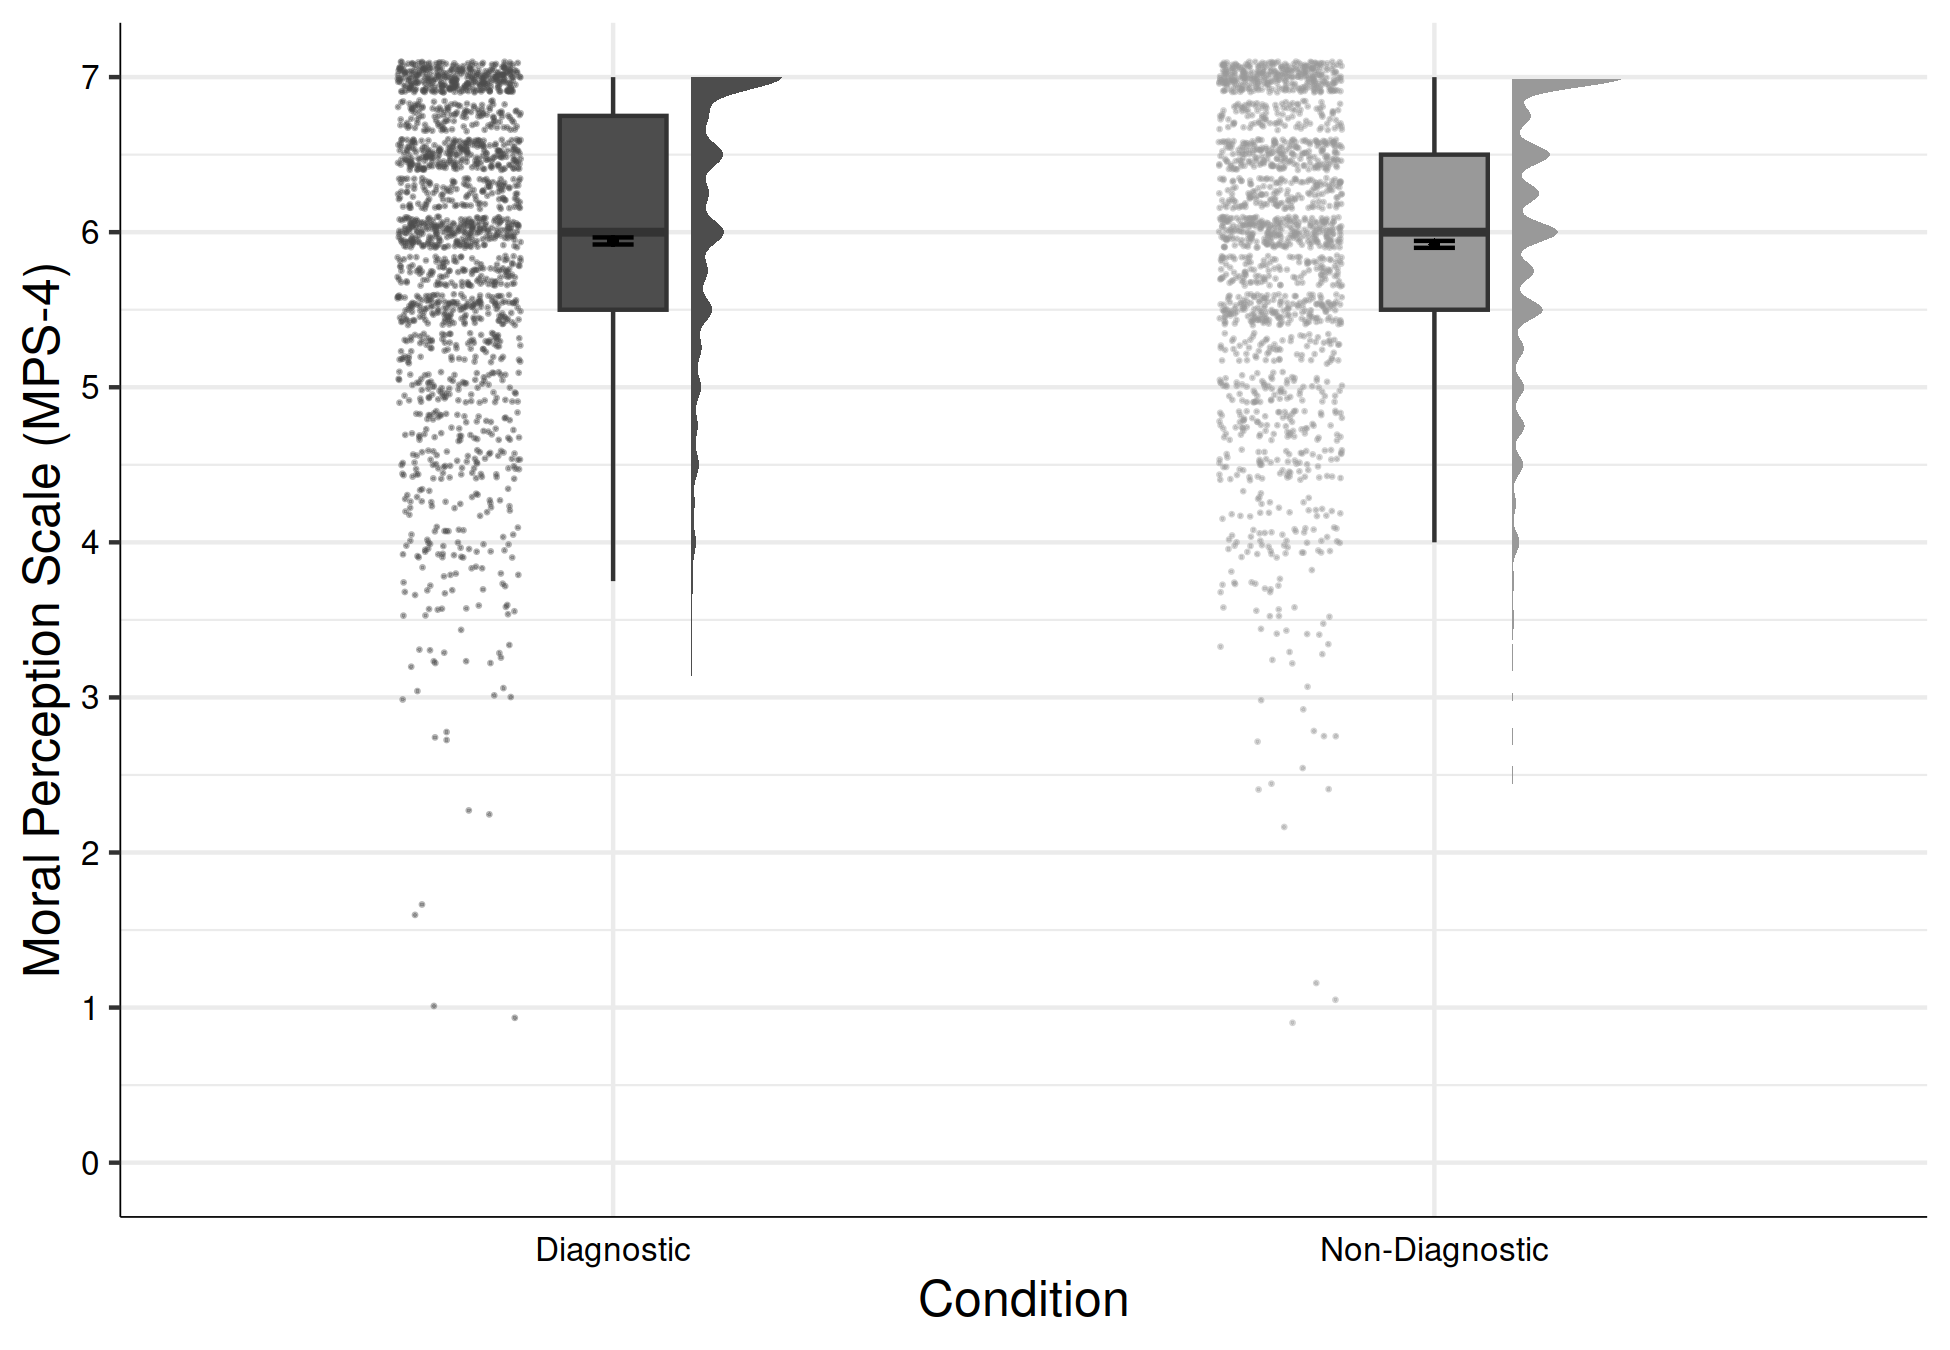 Moral Perception Scale (MPS-4)
7
6
5
4
3
2
1
0
Diagnostic
Non-Diagnostic
Condition